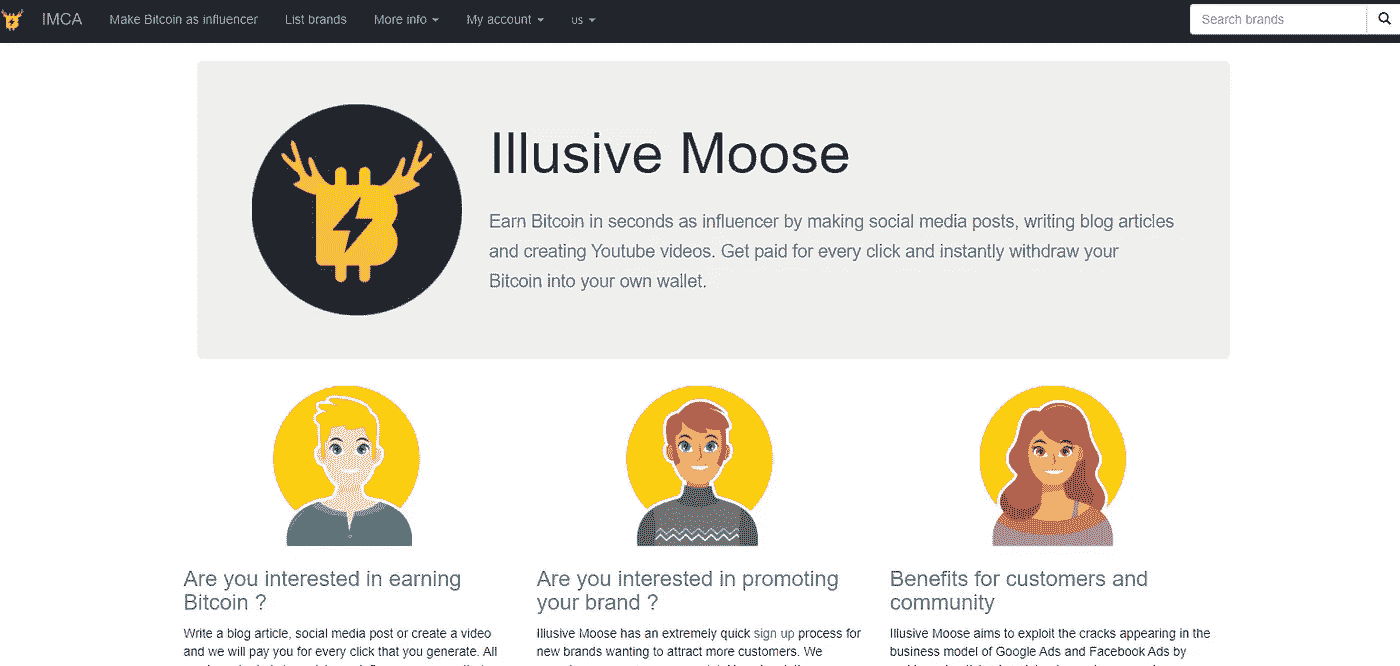 IMCA Make Bitcoin as influencer List brands More info My account us Search brands
Illusive Moose
Earn Bitcoin in seconds as influencer by making social media posts, writing blog articles
and creating Youtube videos. Get paid for every click and instantly withdraw your
Bitcoin into your own wallet.
Are you interested in earning
Bitcoin ?
Write a blog article, social media post or create a video
and we will pay you for every click that you generate. All
Are you interested in promoting
your brand ?
Illusive Moose has an extremely quick sign up process for
new brands wanting to attract more customers. We
Benefits for customers and
community
Illusive Moose aims to exploit the cracks appearing in the
business model of Google Ads and Facebook Ads by